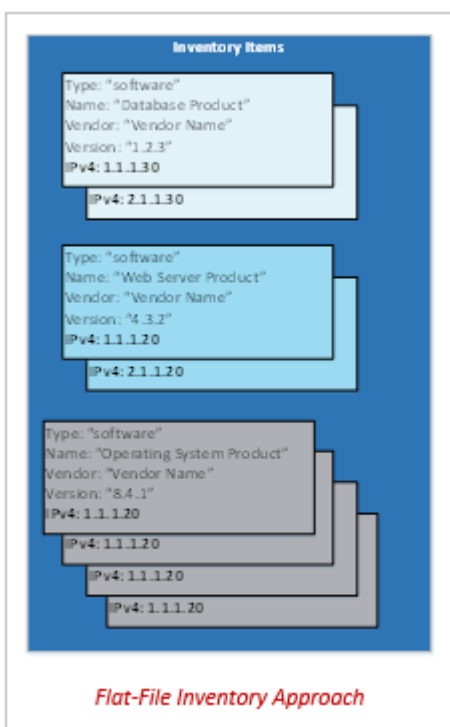 Inventory Items
Type: “software”
Name: “Database Product”
Vendor: “Vendor Name”
Version: “1.2.3”
IPv4: 1.1.1.30
IPv4: 2.1.1.30
Type: “software”
Name: “Web Server Product”
Vendor: “Vendor Name”
Version: “4.3.2”
IPv4: 1.1.1.20
IPv4: 2.1.1.20
Type: “software”
Name: “Operating System Product”
Vendor: “Vendor Name”
Version: “8.4.1”
IPv4: 1.1.1.20
IPv4: 1.1.1.20
IPv4: 1.1.1.20
IPv4: 1.1.1.20
Flat-File Inventory Approach